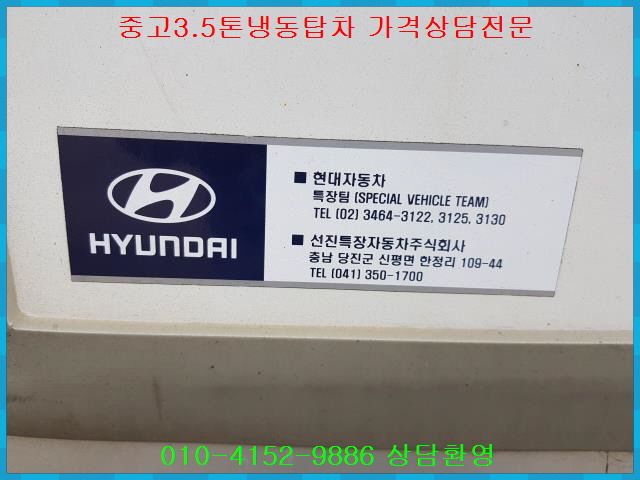 중고3.5톤냉동탑차 가격상담전문
HYUNDAI
■ 현대자동차
특장팀 (SPECIAL VEHICLE TEAM)
TEL (02) 3464-3122, 3125, 3130
■ 선진특장자동차주식회사
충남 당진군 신평면 한정리 109-44
TEL (041) 350-1700
010-4152-9886 상담환영